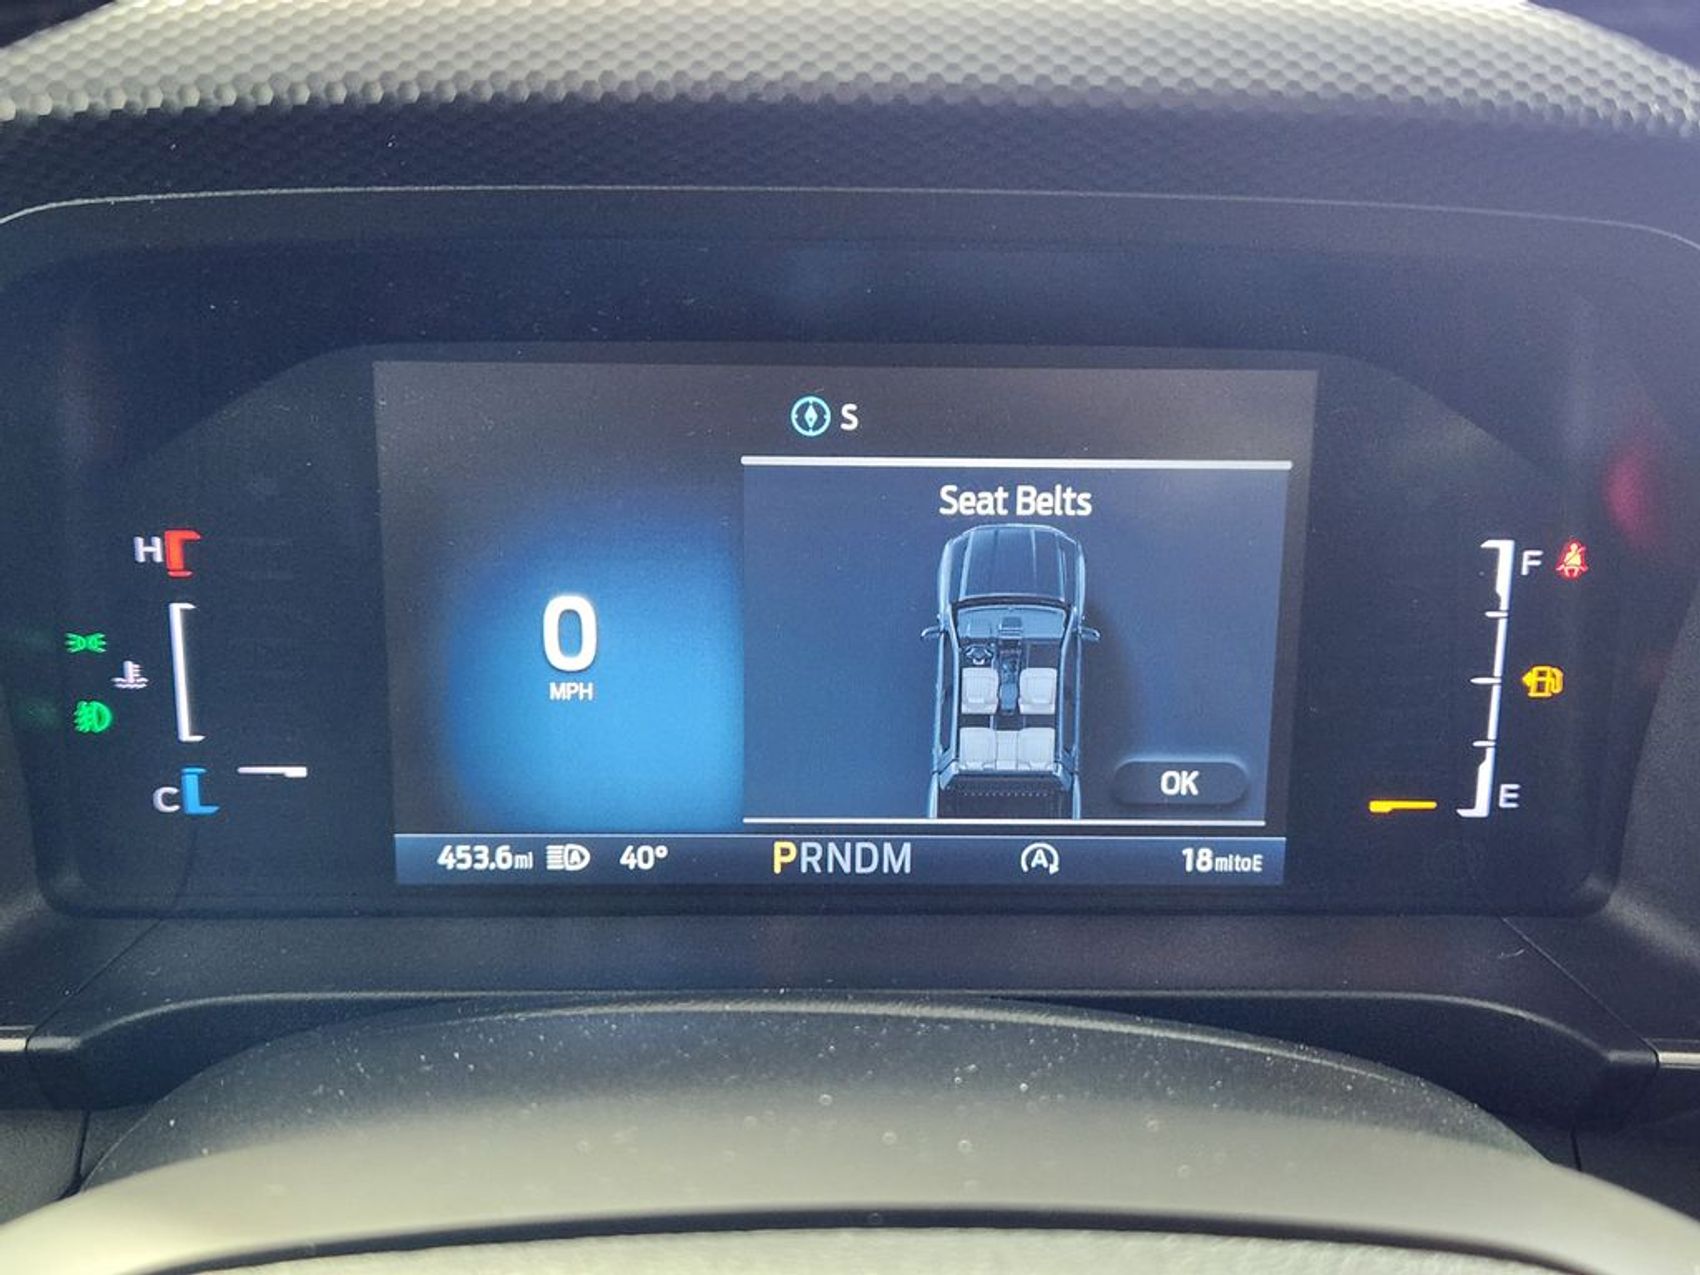 S
Seat Belts
H
F
0
MPH
OK
C
E
453.6mi
A
40°
PRNDM
A
18mitoE